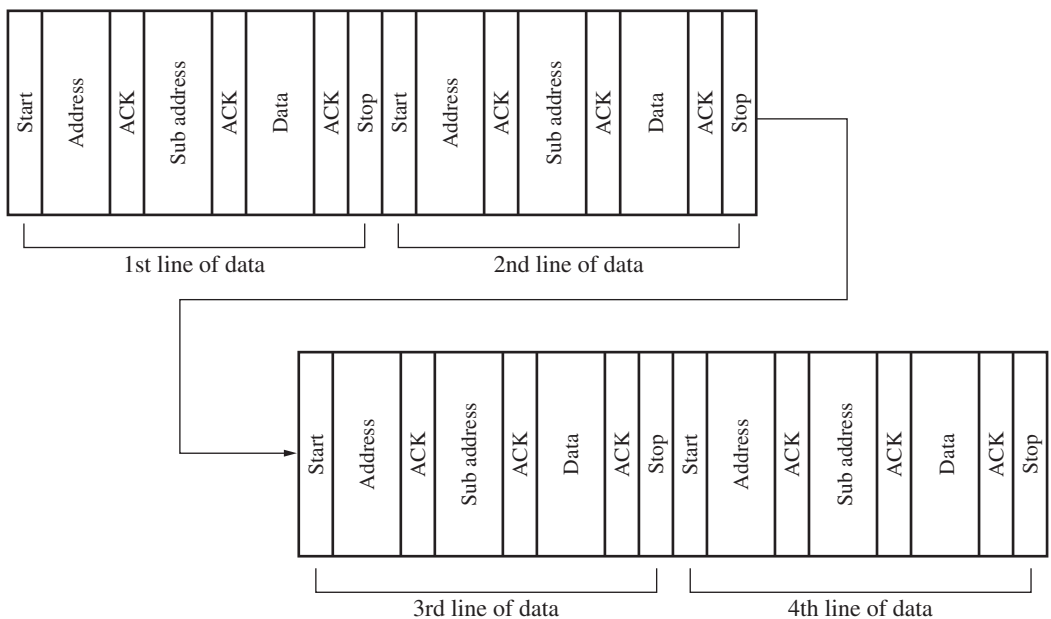 Start Address ACK Sub address ACK Data ACK Stop Start Address ACK Sub address ACK Data ACK Stop
1st line of data 2nd line of data
Start Address ACK Sub address ACK Data ACK Stop Start Address ACK Sub address ACK Data ACK Stop
3rd line of data 4th line of data